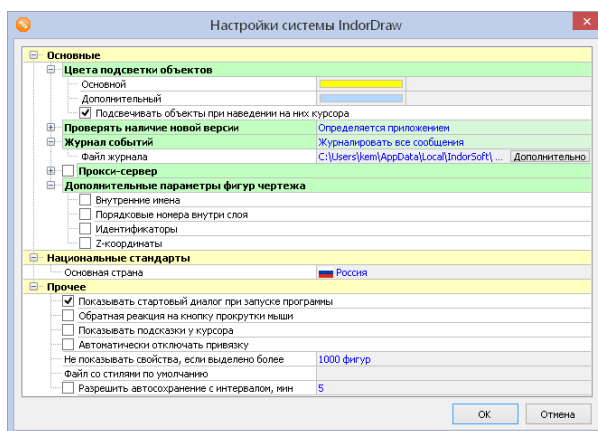 Настройки системы IndorDraw
Основные
Цвета подсветки объектов
Основной
Дополнительный
Подсвечивать объекты при наведении на них курсора
Проверять наличие новой версии Определяется приложением
Журнал событий Журналировать все сообщения
Файл журнала C:\Users\kem\AppData\Local\IndorSoft\ ... Дополнительно
Прокси-сервер
Дополнительные параметры фигур чертежа
Внутренние имена
Порядковые номера внутри слоя
Идентификаторы
Z-координаты
Национальные стандарты
Основная страна Россия
Прочее
Показывать стартовый диалог при запуске программы
Обратная реакция на кнопку прокрутки мыши
Показывать подсказки у курсора
Автоматически отключать привязку
Не показывать свойства, если выделено более 1000 фигур
Файл со стилями по умолчанию
Разрешить автосохранение с интервалом, мин 5
OK Отмена